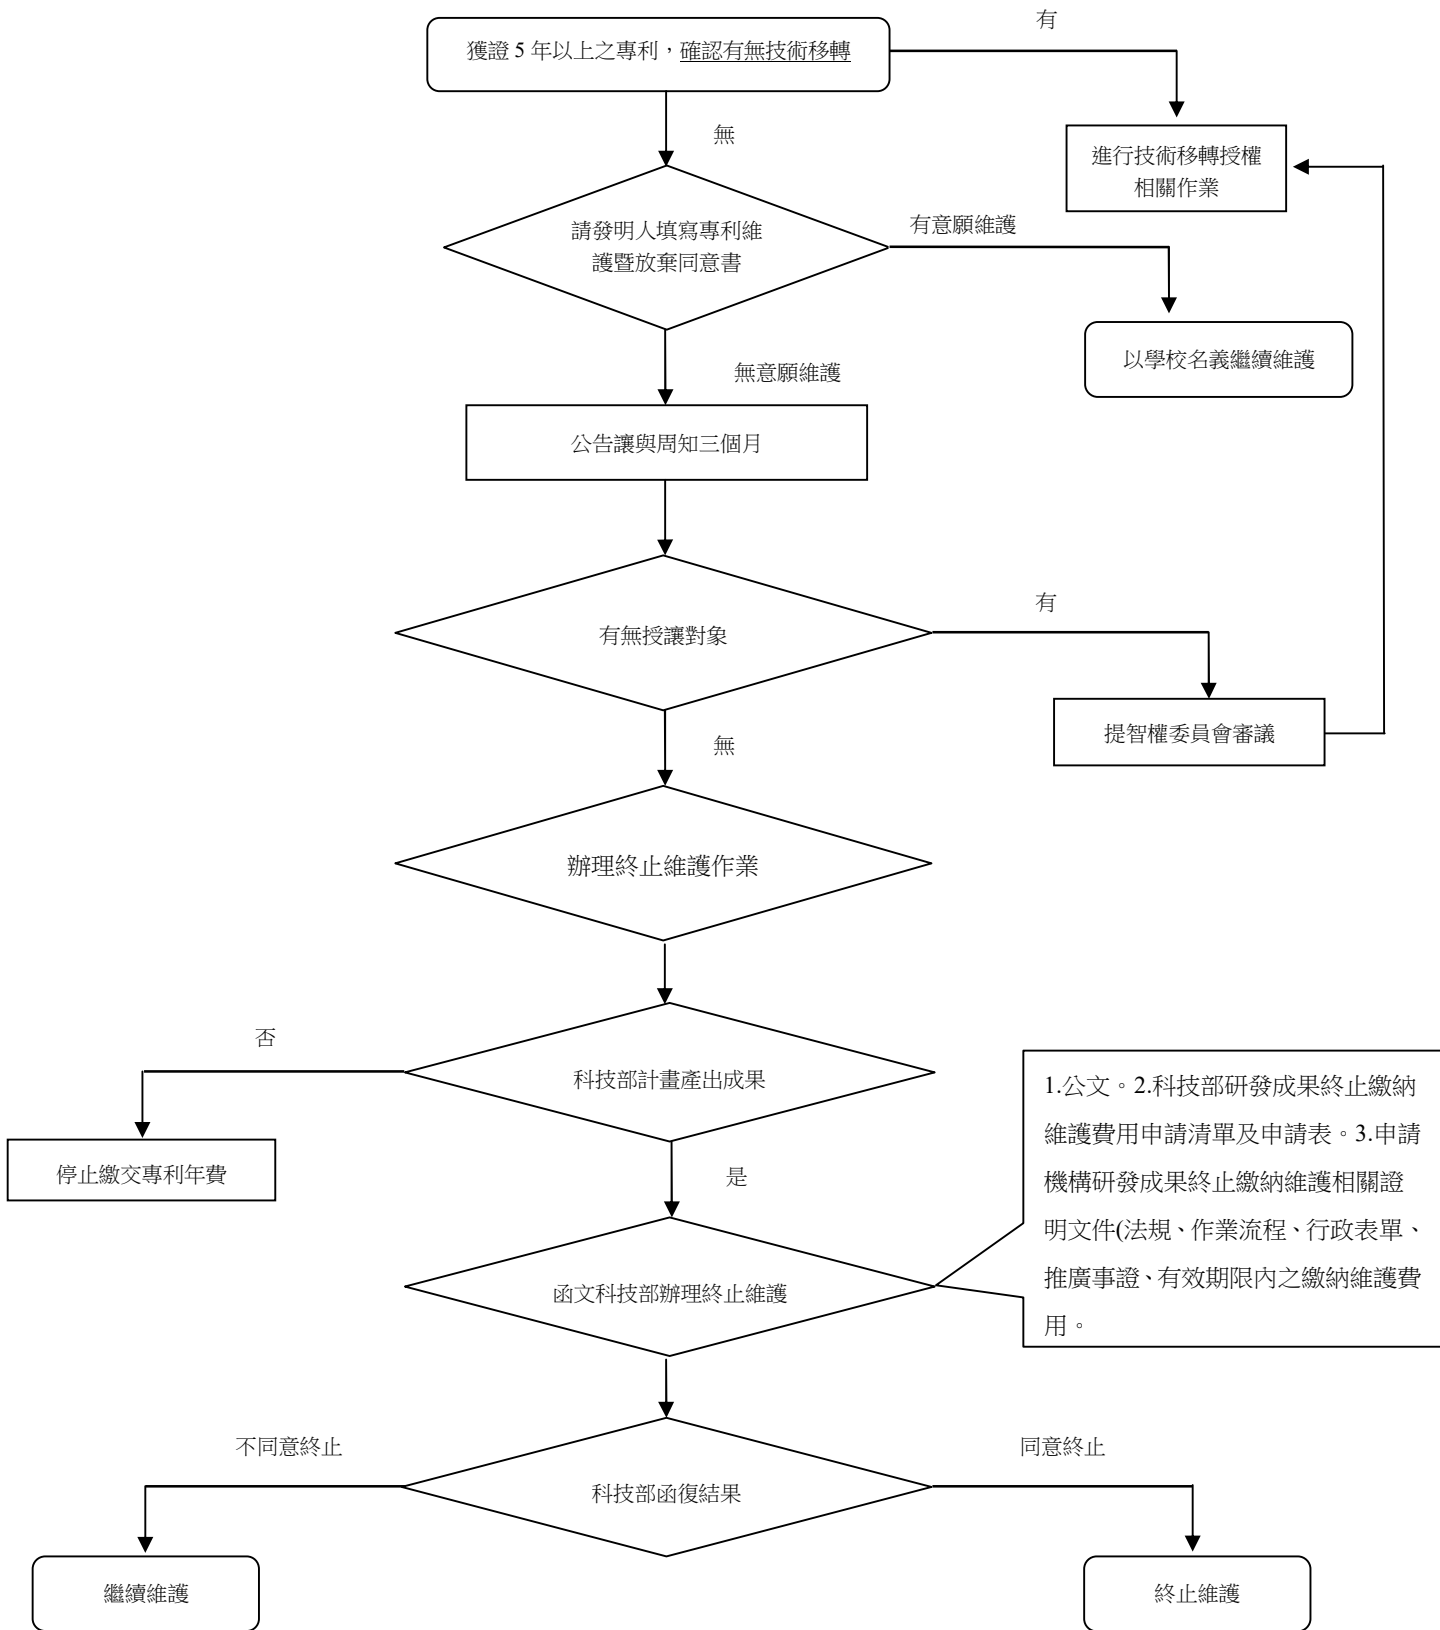 有
獲證 5 年以上之專利，確認有無技術移轉
無
進行技術移轉授權
相關作業
請發明人填寫專利維
護暨放棄同意書
有意願維護
以學校名義繼續維護
無意願維護
公告讓與周知三個月
有無授讓對象
有
提智權委員會審議
無
辦理終止維護作業
否
科技部計畫產出成果
停止繳交專利年費
是
1.公文。2.科技部研發成果終止繳納
維護費用申請清單及申請表。3.申請
機構研發成果終止繳納維護相關證
明文件(法規、作業流程、行政表單、
推廣事證、有效期限內之繳納維護費
用。
函文科技部辦理終止維護
不同意終止
同意終止
科技部函復結果
繼續維護
終止維護